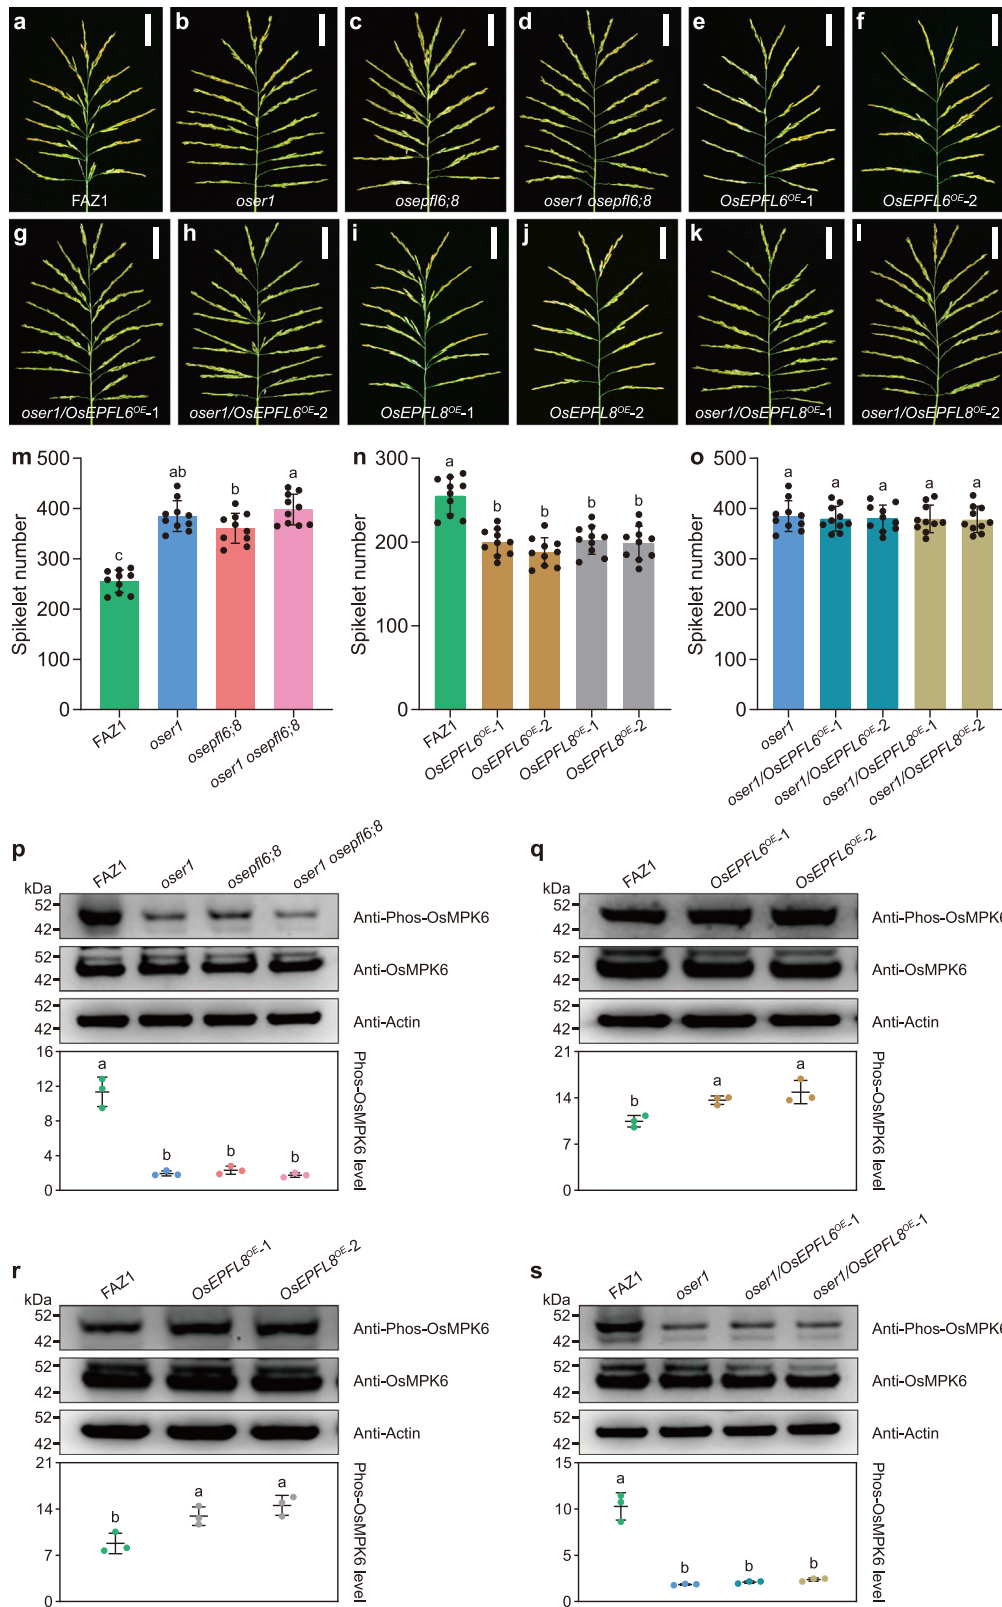 a b c d e f
FAZ1 oser1 osepfl6;8 oser1 osepfl6;8 OsEPFL6OE-1 OsEPFL6OE-2
g h i j k l
oser1/OsEPFL6OE-1 oser1/OsEPFL6OE-2 OsEPFL8OE-1 OsEPFL8OE-2 oser1/OsEPFL8OE-1 oser1/OsEPFL8OE-2
m
Spikelet number
500
400
300
200
100
0
c ab b a
FAZ1 oser1 osepfl6;8 oser1 osepfl6;8
n
Spikelet number
300
200
100
0
a b b b b
FAZ1 OsEPFL6OE-1 OsEPFL6OE-2 OsEPFL8OE-1 OsEPFL8OE-2
o
Spikelet number
500
400
300
200
100
0
a a a a a
oser1 oser1/OsEPFL6OE-1 oser1/OsEPFL6OE-2 oser1/OsEPFL8OE-1 oser1/OsEPFL8OE-2
p
FAZ1 oser1 osepfl6;8 oser1 osepfl6;8
kDa
52
42
Anti-Phos-OsMPK6
52
42
Anti-OsMPK6
52
42
Anti-Actin
16
12
8
4
0
a b b b
Phos-OsMPK6 level
q
FAZ1 OsEPFL6OE-1 OsEPFL6OE-2
kDa
52
42
Anti-Phos-OsMPK6
52
42
Anti-OsMPK6
52
42
Anti-Actin
21
14
7
0
b a a
Phos-OsMPK6 level
r
FAZ1 OsEPFL8OE-1 OsEPFL8OE-2
kDa
52
42
Anti-Phos-OsMPK6
52
42
Anti-OsMPK6
52
42
Anti-Actin
21
14
7
0
b a a
Phos-OsMPK6 level
s
FAZ1 oser1 oser1/OsEPFL6OE-1 oser1/OsEPFL8OE-1
kDa
52
42
Anti-Phos-OsMPK6
52
42
Anti-OsMPK6
52
42
Anti-Actin
15
10
5
0
a b b b
Phos-OsMPK6 level